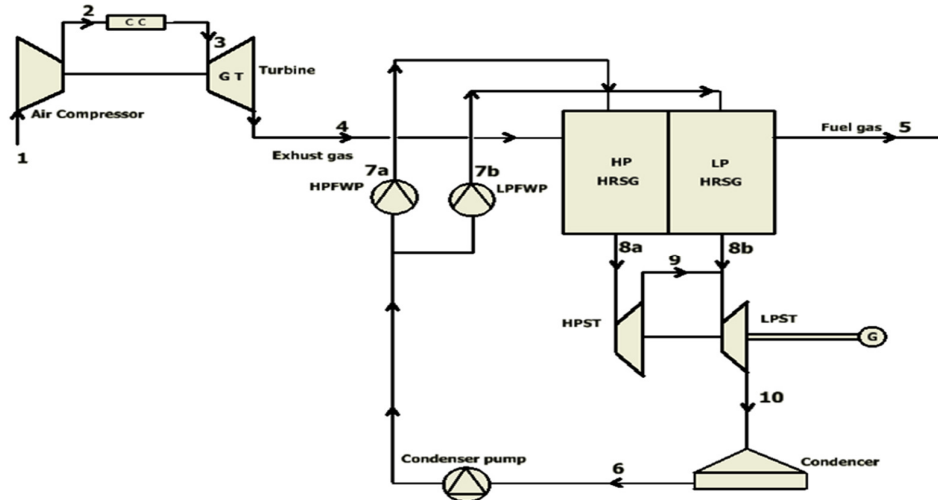 2
C C
3
G T
Turbine
Air Compressor
1
4
Exhust gas
Fuel gas
5
7a
HPFWP
7b
LPFWP
HP
HRSG
LP
HRSG
8a
8b
9
HPST
LPST
G
10
Condenser pump
6
Condencer